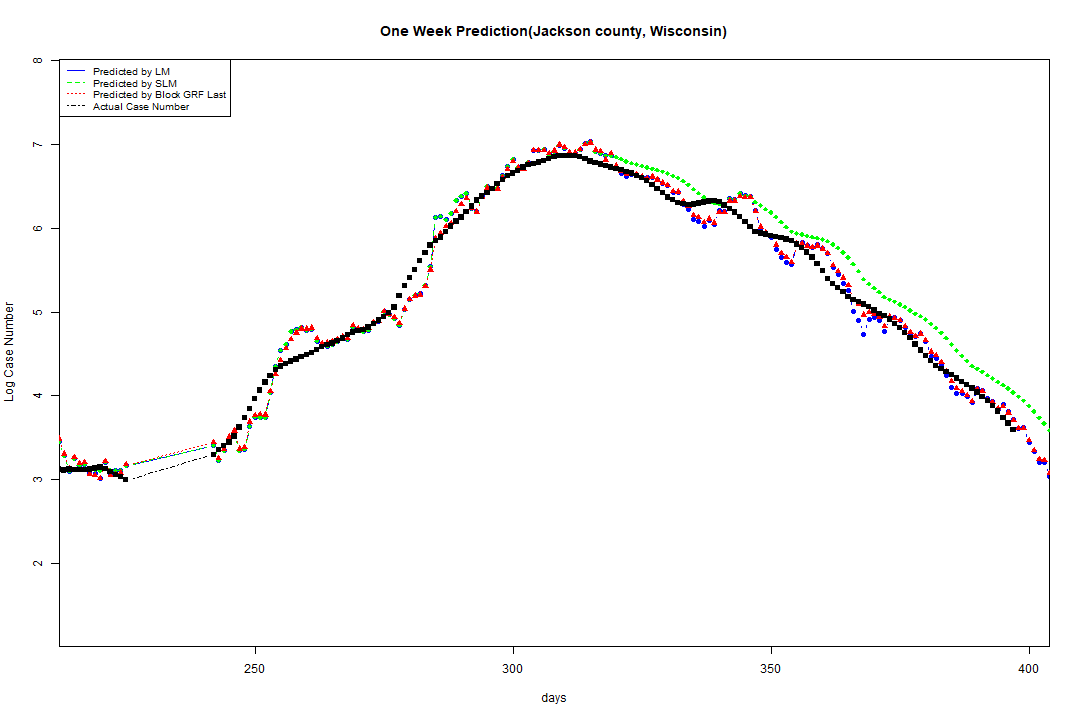 One Week Prediction(Jackson county, Wisconsin)
Predicted by LM
Predicted by SLM
Predicted by Block GRF Last
Actual Case Number
8
7
6
5
4
3
2
Log Case Number
250
300
350
400
days